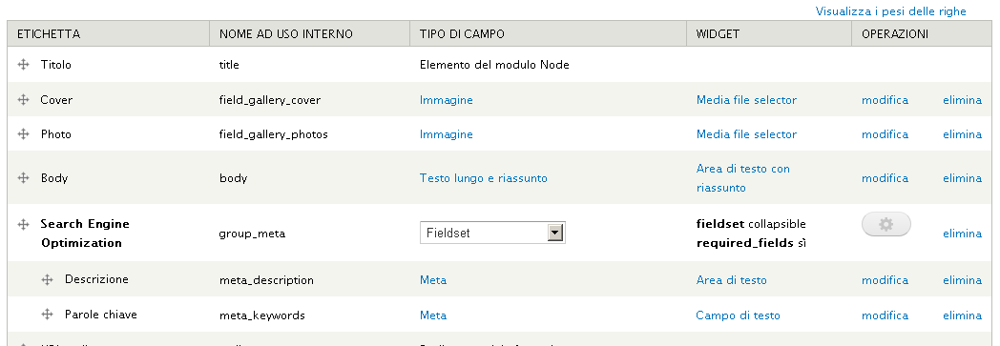 Visualizza i pesi delle righe
ETICHETTA NOME AD USO INTERNO TIPO DI CAMPO WIDGET OPERAZIONI
Titolo title Elemento del modulo Node
Cover field_gallery_cover Immagine Media file selector modifica elimina
Photo field_gallery_photos Immagine Media file selector modifica elimina
Body body Testo lungo e riassunto Area di testo con riassunto modifica elimina
Search Engine Optimization group_meta Fieldset fieldset collapsible required_fields sì elimina
Descrizione meta_description Meta Area di testo modifica elimina
Parole chiave meta_keywords Meta Campo di testo modifica elimina